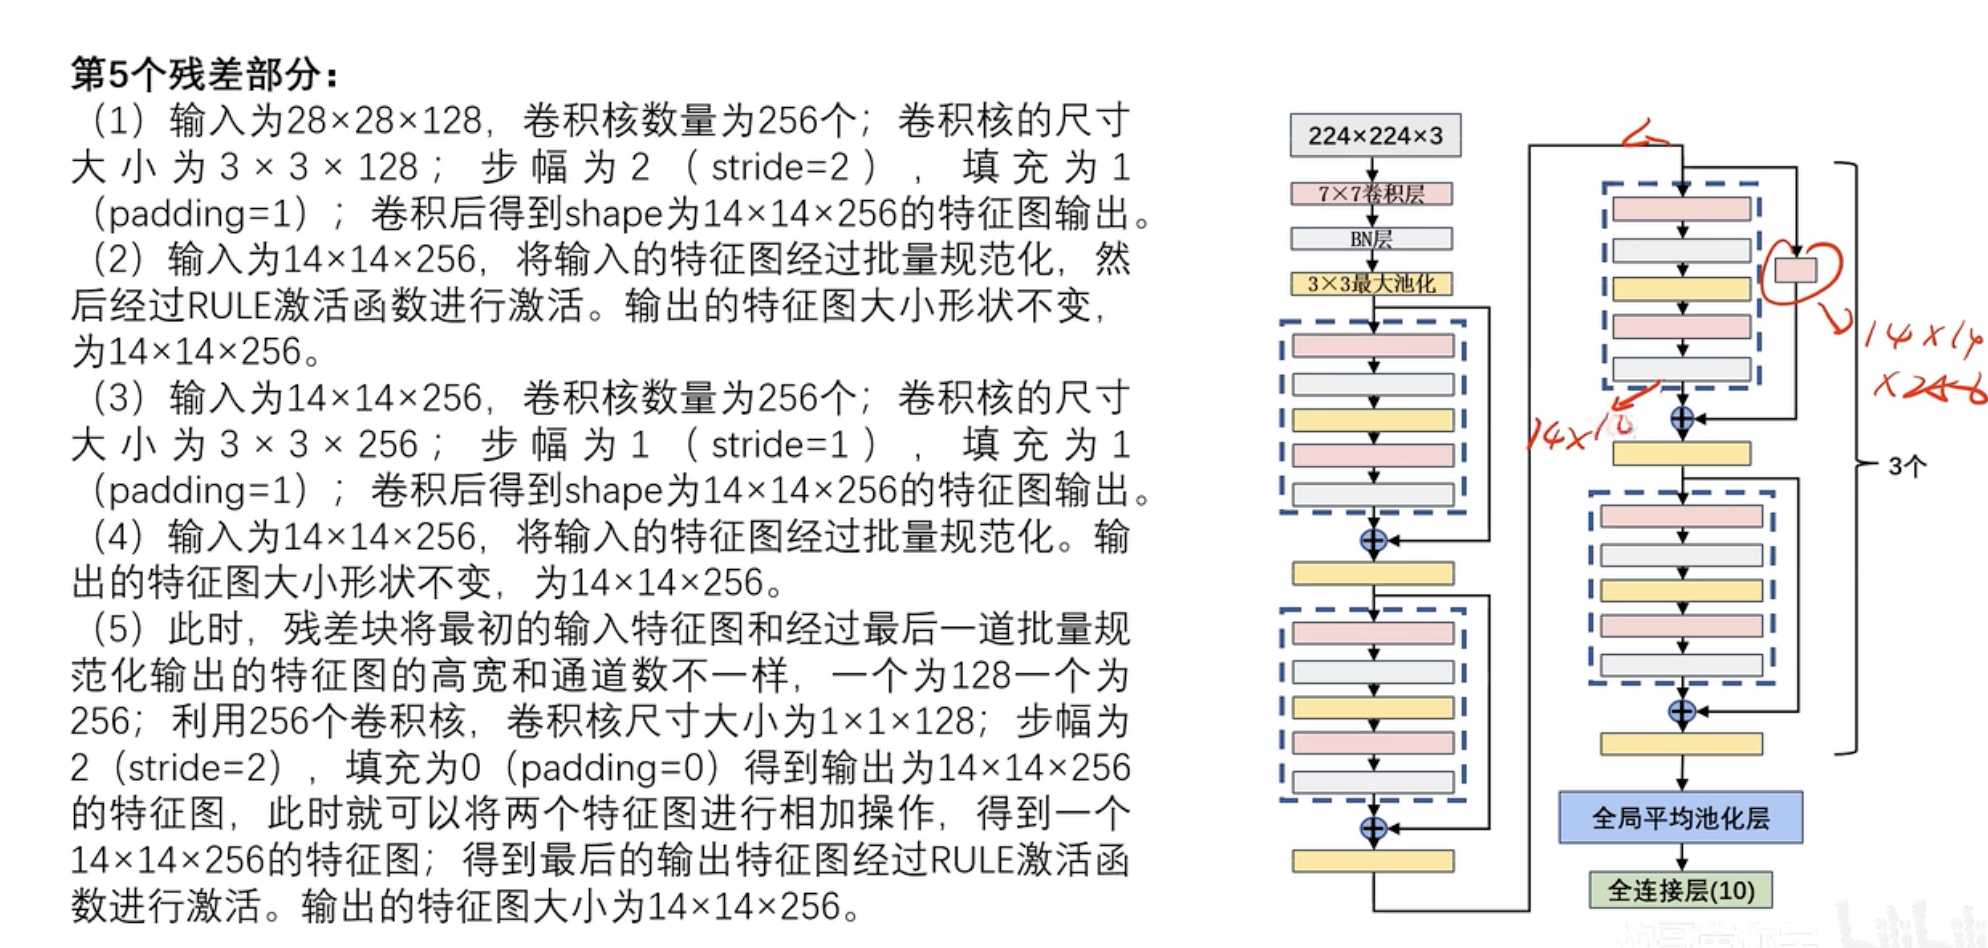 第5个残差部分：
（1）输入为28×28×128，卷积核数量为256个；卷积核的尺寸
大小为3×3×128；步幅为2（stride=2），填充为1
（padding=1）；卷积后得到shape为14×14×256的特征图输出。
（2）输入为14×14×256，将输入的特征图经过批量规范化，然
后经过RULE激活函数进行激活。输出的特征图大小形状不变，
为14×14×256。
（3）输入为14×14×256，卷积核数量为256个；卷积核的尺寸
大小为3×3×256；步幅为1（stride=1），填充为1
（padding=1）；卷积后得到shape为14×14×256的特征图输出。
（4）输入为14×14×256，将输入的特征图经过批量规范化。输
出的特征图大小形状不变，为14×14×256。
（5）此时，残差块将最初的输入特征图和经过最后一道批量规
范化输出的特征图的高宽和通道数不一样，一个为128一个为
256；利用256个卷积核，卷积核尺寸大小为1×1×128；步幅为
2（stride=2），填充为0（padding=0）得到输出为14×14×256
的特征图，此时就可以将两个特征图进行相加操作，得到一个
14×14×256的特征图；得到最后的输出特征图经过RULE激活函
数进行激活。输出的特征图大小为14×14×256。
224×224×3
7×7卷积层
BN层
3×3最大池化
14×14
×256
14×
3个
全局平均池化层
全连接层(10)